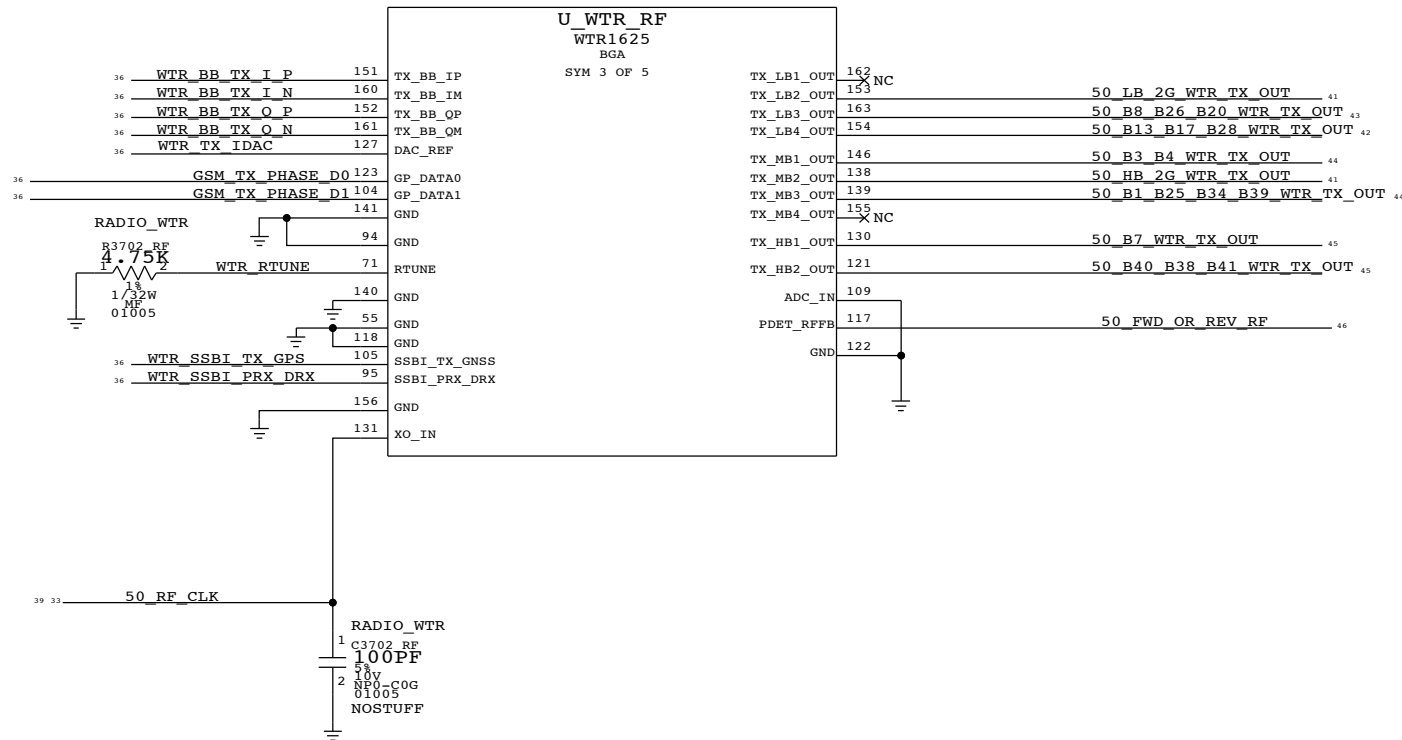 U_WTR_RF
WTR1625
BGA
SYM 3 OF 5
36 WTR_BB_TX_I_P 151 TX_BB_IP
36 WTR_BB_TX_I_N 160 TX_BB_IM
36 WTR_BB_TX_Q_P 152 TX_BB_QP
36 WTR_BB_TX_Q_N 161 TX_BB_QM
36 WTR_TX_IDAC 127 DAC_REF
36 GSM_TX_PHASE_D0 123 GP_DATA0
36 GSM_TX_PHASE_D1 104 GP_DATA1
141 GND
94 GND
RADIO_WTR
R3702_RF
4.75K
1 2 WTR_RTUNE 71 RTUNE
1%
1/32W
MF
01005
140 GND
55 GND
118 GND
36 WTR_SSBI_TX_GPS 105 SSBI_TX_GNSS
36 WTR_SSBI_PRX_DRX 95 SSBI_PRX_DRX
156 GND
131 XO_IN
TX_LB1_OUT 162 NC
TX_LB2_OUT 153 50_LB_2G_WTR_TX_OUT 41
TX_LB3_OUT 163 50_B8_B26_B20_WTR_TX_OUT 43
TX_LB4_OUT 154 50_B13_B17_B28_WTR_TX_OUT 42
TX_MB1_OUT 146 50_B3_B4_WTR_TX_OUT 44
TX_MB2_OUT 138 50_HB_2G_WTR_TX_OUT 41
TX_MB3_OUT 139 50_B1_B25_B34_B39_WTR_TX_OUT
TX_MB4_OUT 155 NC
TX_HB1_OUT 130 50_B7_WTR_TX_OUT 45
TX_HB2_OUT 121 50_B40_B38_B41_WTR_TX_OUT 45
ADC_IN 109
PDET_RFFB 117 50_FWD_OR_REV_RF 46
GND 122
39 33 50_RF_CLK
RADIO_WTR
1 C3702_RF
100PF
5%
10V
2 NP0-C0G
01005
NOSTUFF